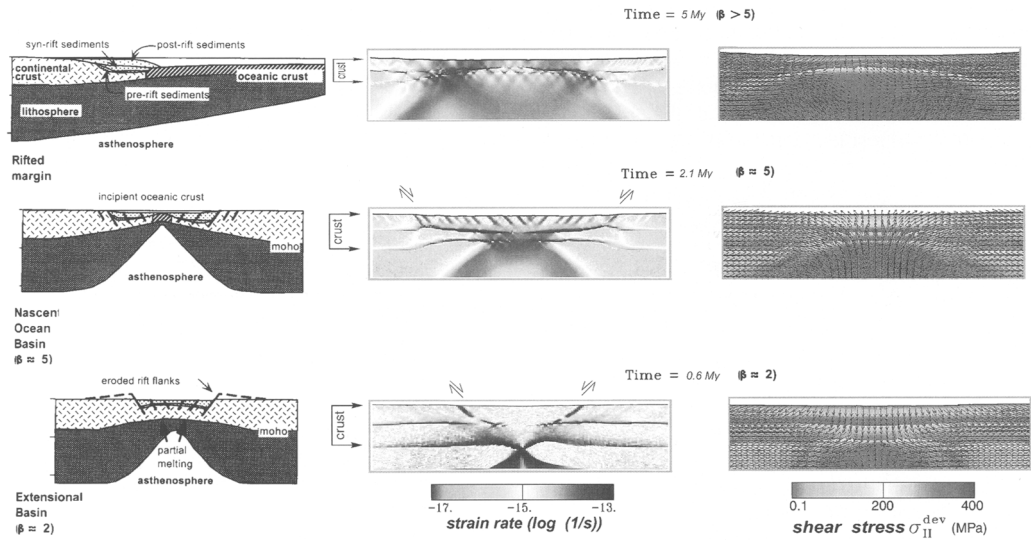 Time = 5 My (β > 5)
syn-rift sediments
post-rift sediments
continental
crust
oceanic crust
pre-rift sediments
lithosphere
asthenosphere
Rifted
margin
crust
Time = 2.1 My (β ≈ 5)
incipient oceanic crust
moho
asthenosphere
Nascent
Ocean
Basin
(β ≈ 5)
crust
Time = 0.6 My (β ≈ 2)
eroded rift flanks
moho
partial
melting
asthenosphere
Extensional
Basin
(β ≈ 2)
crust
-17. -15. -13.
strain rate (log (1/s))
0.1 200 400
shear stress σ II dev (MPa)